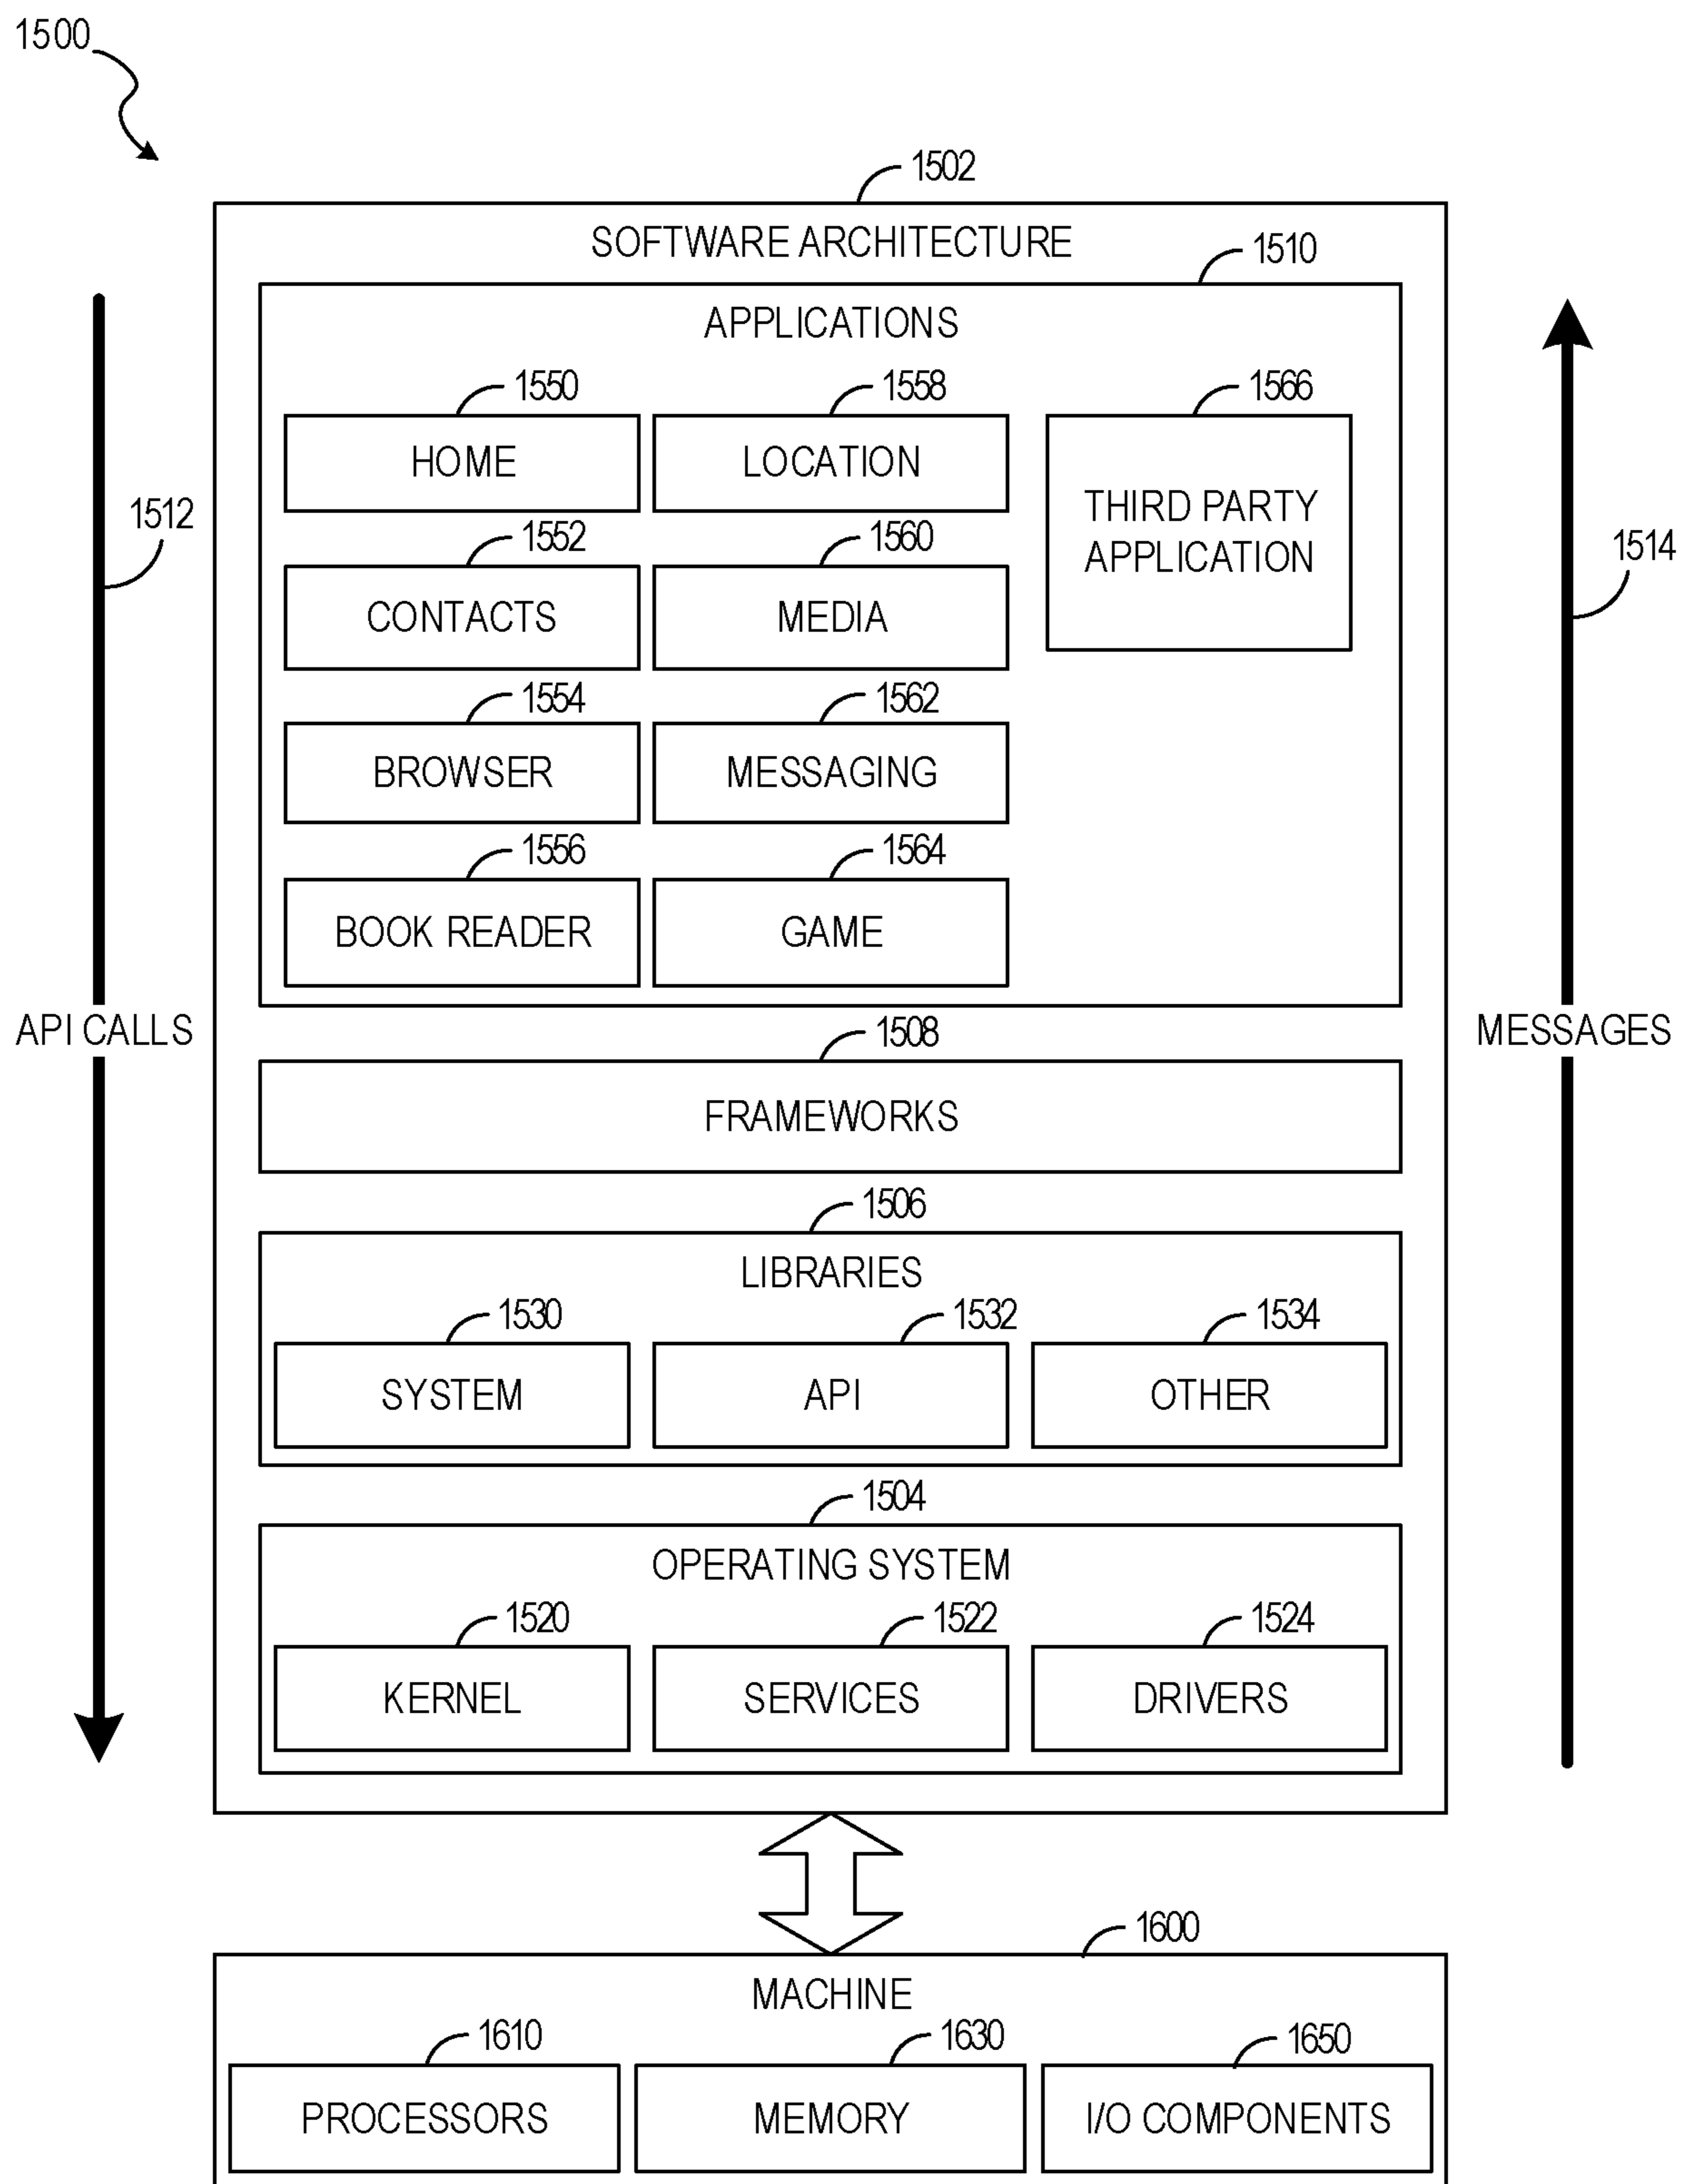 1500
1502
SOFTWARE ARCHITECTURE
1510
APPLICATIONS
1550
1558
1566
HOME
LOCATION
THIRD PARTY
APPLICATION
1512
1552
1560
1514
CONTACTS
MEDIA
1554
1562
BROWSER
MESSAGING
1556
1564
BOOK READER
GAME
API CALLS
MESSAGES
1508
FRAMEWORKS
1506
LIBRARIES
1530
1532
1534
SYSTEM
API
OTHER
1504
OPERATING SYSTEM
1520
1522
1524
KERNEL
SERVICES
DRIVERS
1600
MACHINE
1610
1630
1650
PROCESSORS
MEMORY
I/O COMPONENTS